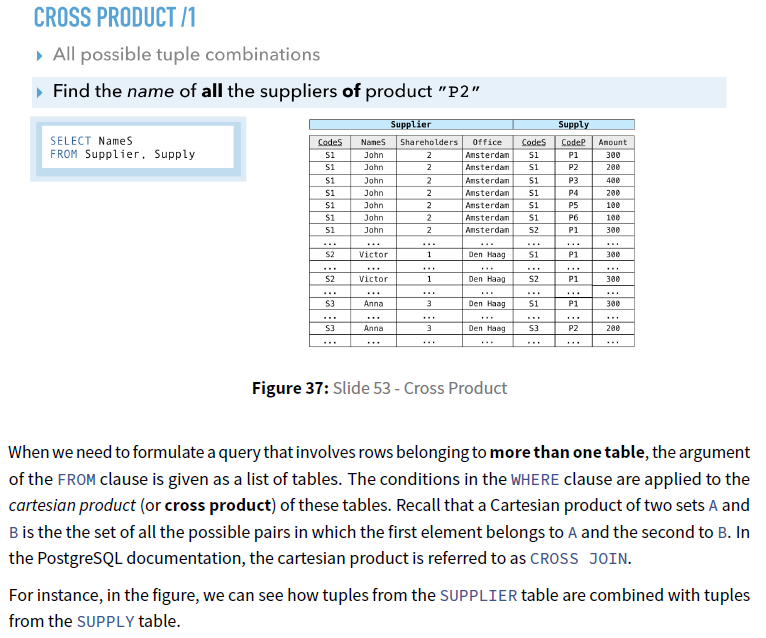 CROSS PRODUCT /1
▸ All possible tuple combinations
▸ Find the name of all the suppliers of product "P2"
SELECT NameS
FROM Supplier, Supply
Supplier Supply
CodeS NameS Shareholders Office CodeS CodeP Amount
S1 John 2 Amsterdam S1 P1 300
S1 John 2 Amsterdam S1 P2 200
S1 John 2 Amsterdam S1 P3 400
S1 John 2 Amsterdam S1 P4 200
S1 John 2 Amsterdam S1 P5 100
S1 John 2 Amsterdam S1 P6 100
S1 John 2 Amsterdam S2 P1 300
... ... ... ... ... ... ...
S2 Victor 1 Den Haag S1 P1 300
... ... ... ... ... ... ...
S2 Victor 1 Den Haag S2 P1 300
... ... ... ... ... ... ...
S3 Anna 3 Den Haag S1 P1 300
... ... ... ... ... ... ...
S3 Anna 3 Den Haag S3 P2 200
... ... ... ... ... ... ...
Figure 37: Slide 53 - Cross Product
When we need to formulate a query that involves rows belonging to more than one table, the argument
of the FROM clause is given as a list of tables. The conditions in the WHERE clause are applied to the
cartesian product (or cross product) of these tables. Recall that a Cartesian product of two sets A and
B is the the set of all the possible pairs in which the first element belongs to A and the second to B. In
the PostgreSQL documentation, the cartesian product is referred to as CROSS JOIN.
For instance, in the figure, we can see how tuples from the SUPPLIER table are combined with tuples
from the SUPPLY table.